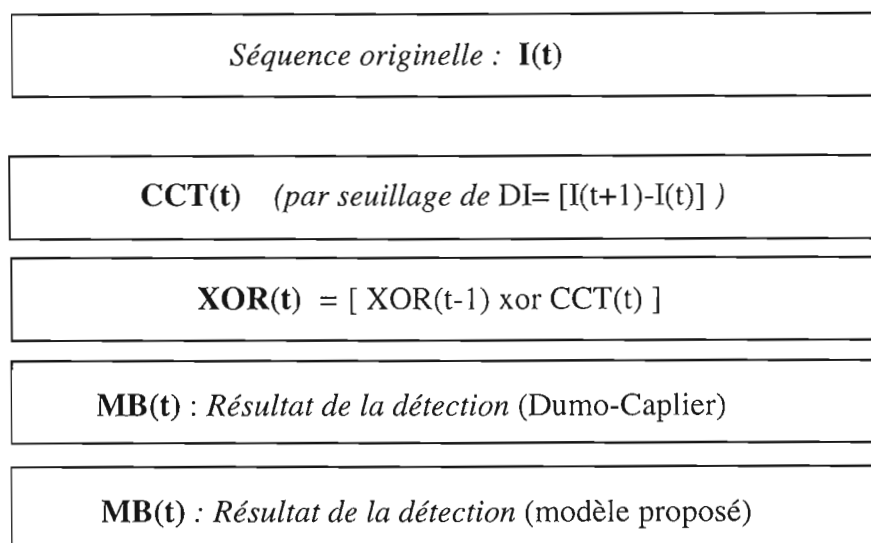 Séquence originelle : I(t)
CCT(t) (par seuillage de DI= [I(t+1)-I(t)] )
XOR(t) = [ XOR(t-1) xor CCT(t) ]
MB(t) : Résultat de la détection (Dumo-Caplier)
MB(t) : Résultat de la détection (modèle proposé)